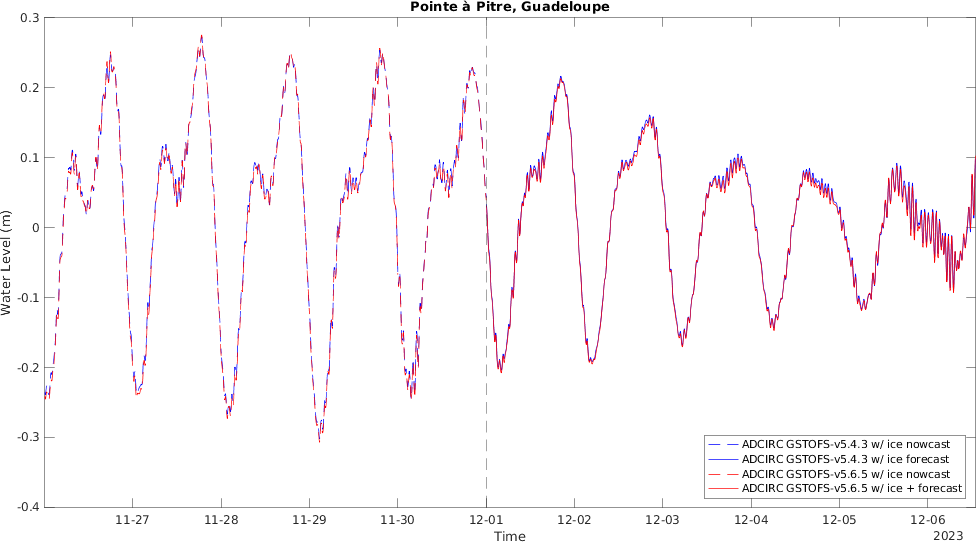 Pointe à Pitre, Guadeloupe
0.3
0.2
0.1
0
-0.1
-0.2
-0.3
-0.4
Water Level (m)
ADCIRC GSTOFS-v5.4.3 w/ ice nowcast
ADCIRC GSTOFS-v5.4.3 w/ ice forecast
ADCIRC GSTOFS-v5.6.5 w/ ice nowcast
ADCIRC GSTOFS-v5.6.5 w/ ice + forecast
11-27 11-28 11-29 11-30 12-01 12-02 12-03 12-04 12-05 12-06
Time
2023